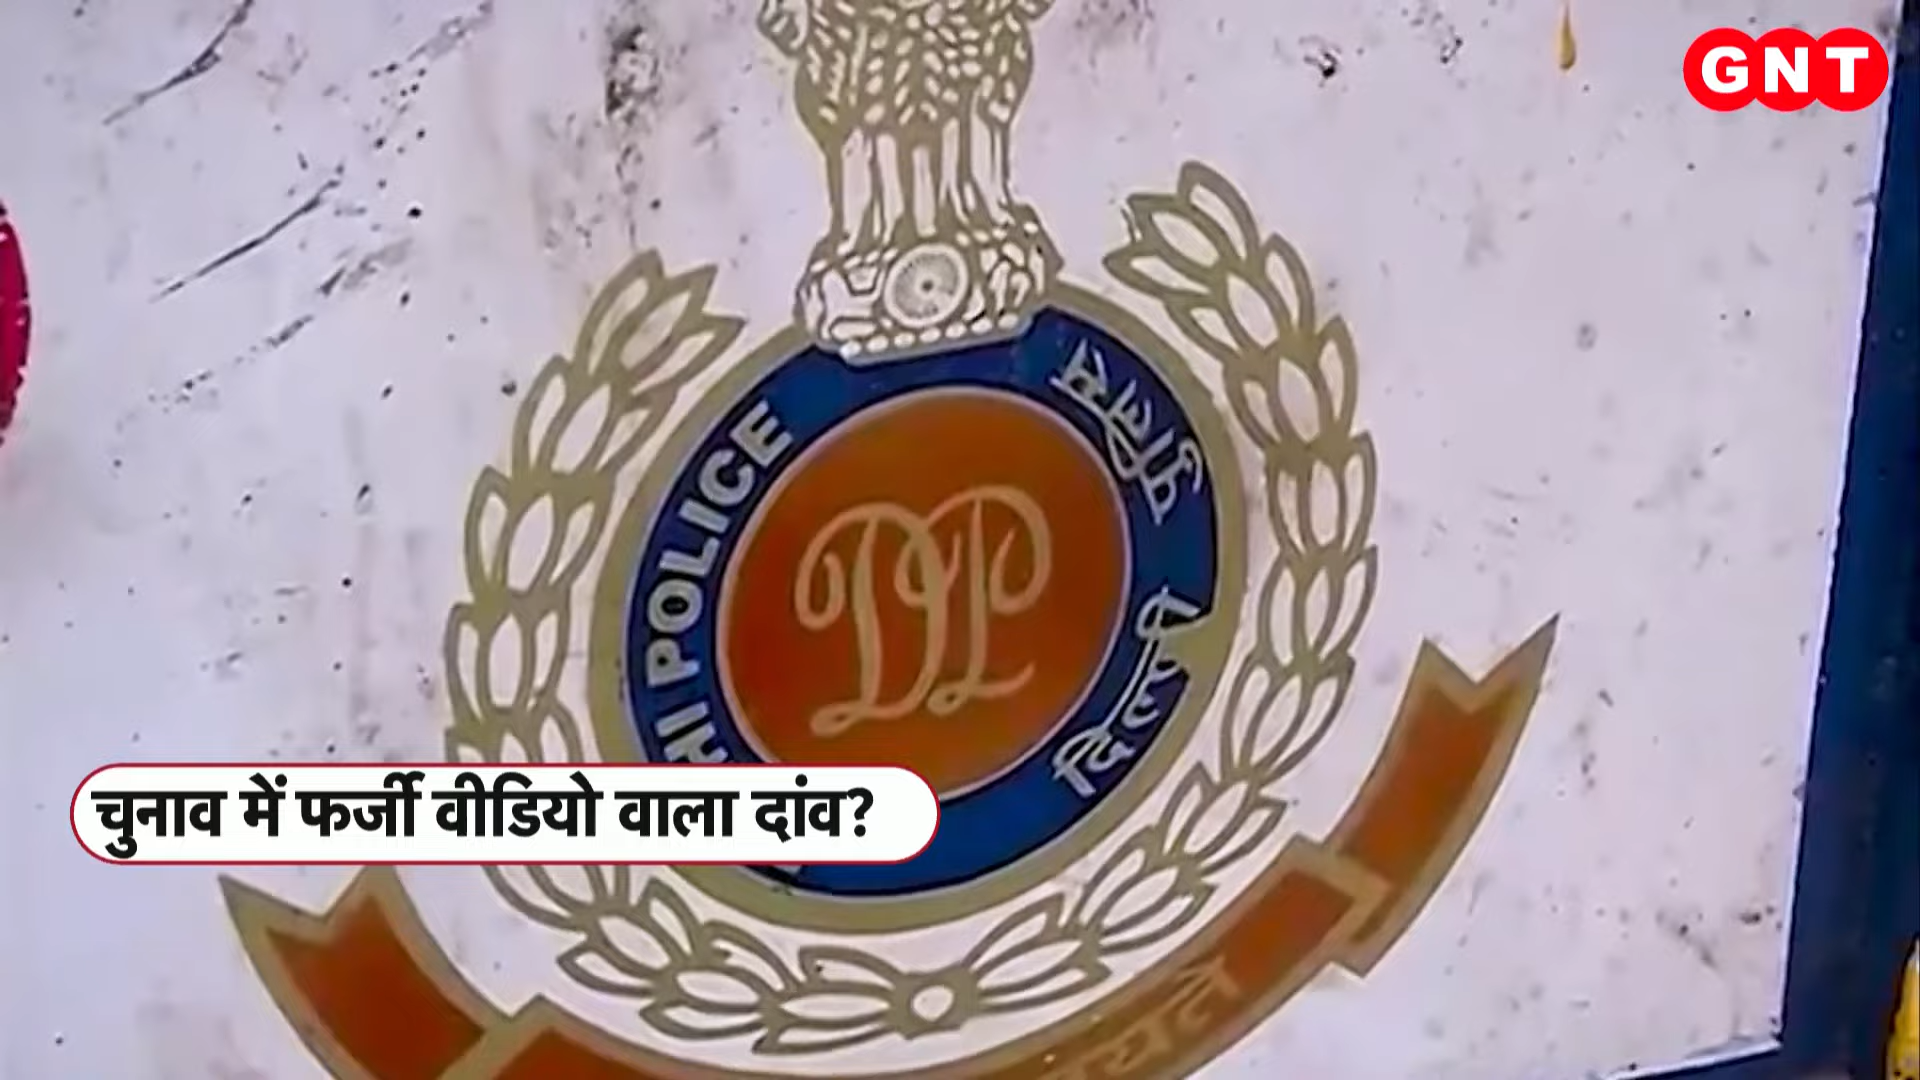 GNT
HI POLICE
दिल्ली
DP
चुनाव में फर्जी वीडियो वाला दांव?